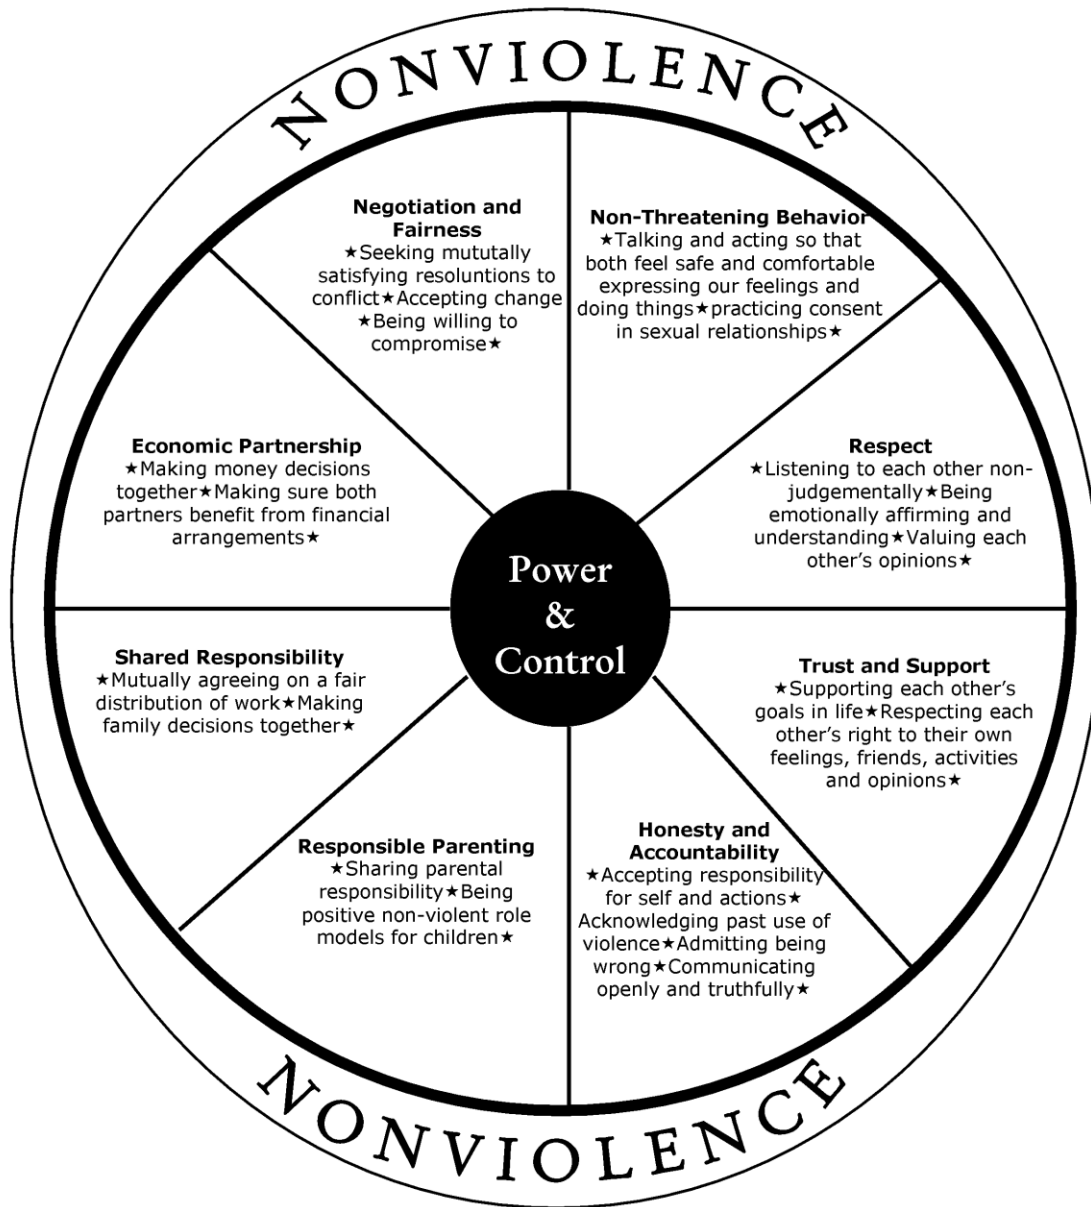 NONVIOLENCE
Negotiation and
Fairness
★Seeking mututally
satisfying resoluntions to
conflict★Accepting change
★Being willing to
compromise★
Non-Threatening Behavior
★Talking and acting so that
both feel safe and comfortable
expressing our feelings and
doing things★practicing consent
in sexual relationships★
Economic Partnership
★Making money decisions
together★Making sure both
partners benefit from financial
arrangements★
Respect
★Listening to each other non-
judgementally★Being
emotionally affirming and
understanding★Valuing each
other's opinions★
Power
&
Control
Shared Responsibility
★Mutually agreeing on a fair
distribution of work★Making
family decisions together★
Trust and Support
★Supporting each other's
goals in life★Respecting each
other's right to their own
feelings, friends, activities
and opinions★
Responsible Parenting
★Sharing parental
responsibility★Being
positive non-violent role
models for children★
Honesty and
Accountability
★Accepting responsibility
for self and actions★
Acknowledging past use of
violence★Admitting being
wrong★Communicating
openly and truthfully★
NONVIOLENCE